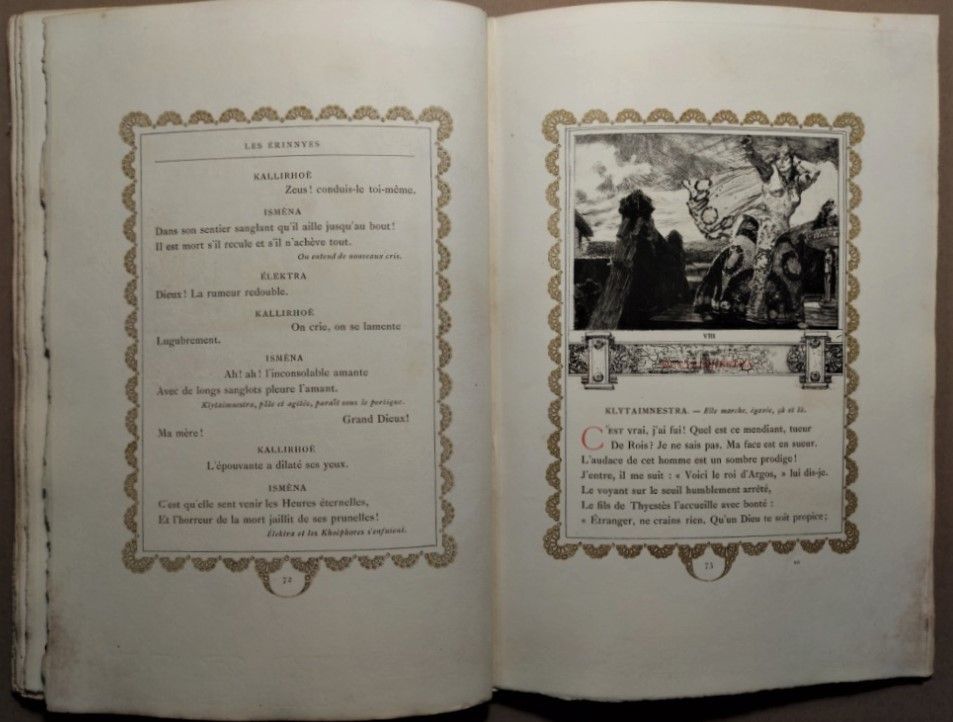 LES ÉRINNYES
KALLIRHOÈ
Zeus! conduis-le toi-même.
ISMÈNA
Dans son sentier sanglant qu'il aille jusqu'au bout!
Il est mort s'il recule et s'il n'achève tout.
On entend de nouveaux cris.
ÉLEKTRA
Dieux! La rumeur redouble.
KALLIRHOÈ
On crie, on se lamente
Lugubrement.
ISMÈNA
Ah! ah! l'inconsolable amante
Avec de longs sanglots pleure l'amant.
Klytaimnestra, pâle et agitée, paraît sous le portique.
Grand Dieux!
Ma mère!
KALLIRHOÈ
L'épouvante a dilaté ses yeux.
ISMÈNA
C'est qu'elle sent venir les Heures éternelles,
Et l'horreur de la mort jaillit de ses prunelles!
Élektra et les Khoèphores s'enfuient.
72
VIII
KLYTAIMNESTRA. — Elle marche, égarée, çà et là.
C'EST vrai, j'ai fui! Quel est ce mendiant, tueur
De Rois? Je ne sais pas. Ma face est en sueur.
L'audace de cet homme est un sombre prodige!
J'entre, il me suit : « Voici le roi d'Argos, » lui dis-je.
Le voyant sur le seuil humblement arrêté,
Le fils de Thyestès l'accueille avec bonté :
« Étranger, ne crains rien. Qu'un Dieu te soit propice;
73